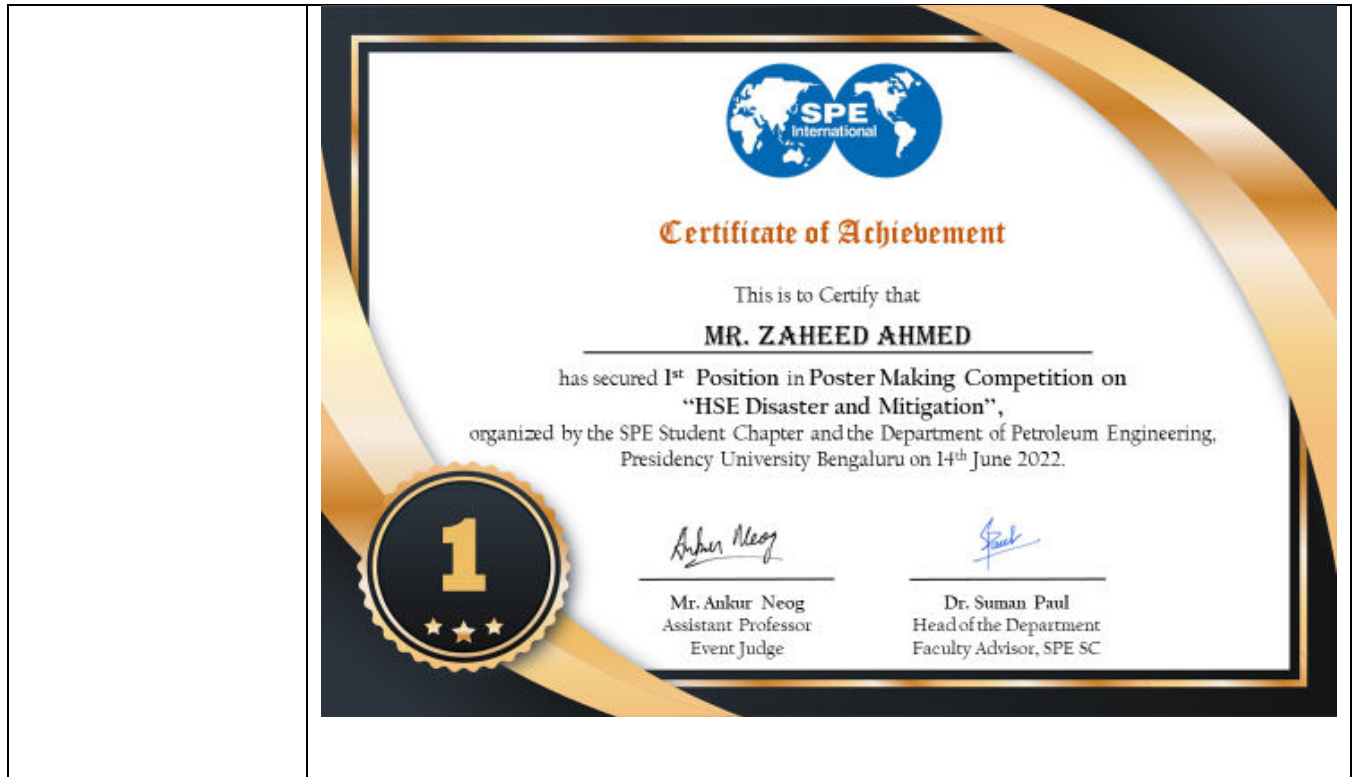 SPE
International
Certificate of Achievement
This is to Certify that
MR. ZAHEED AHMED
has secured 1st Position in Poster Making Competition on
“HSE Disaster and Mitigation”,
organized by the SPE Student Chapter and the Department of Petroleum Engineering,
Presidency University Bengaluru on 14th June 2022.
1
Ankur Neog
SPaul
Mr. Ankur Neog
Assistant Professor
Event Judge
Dr. Suman Paul
Head of the Department
Faculty Advisor, SPE SC